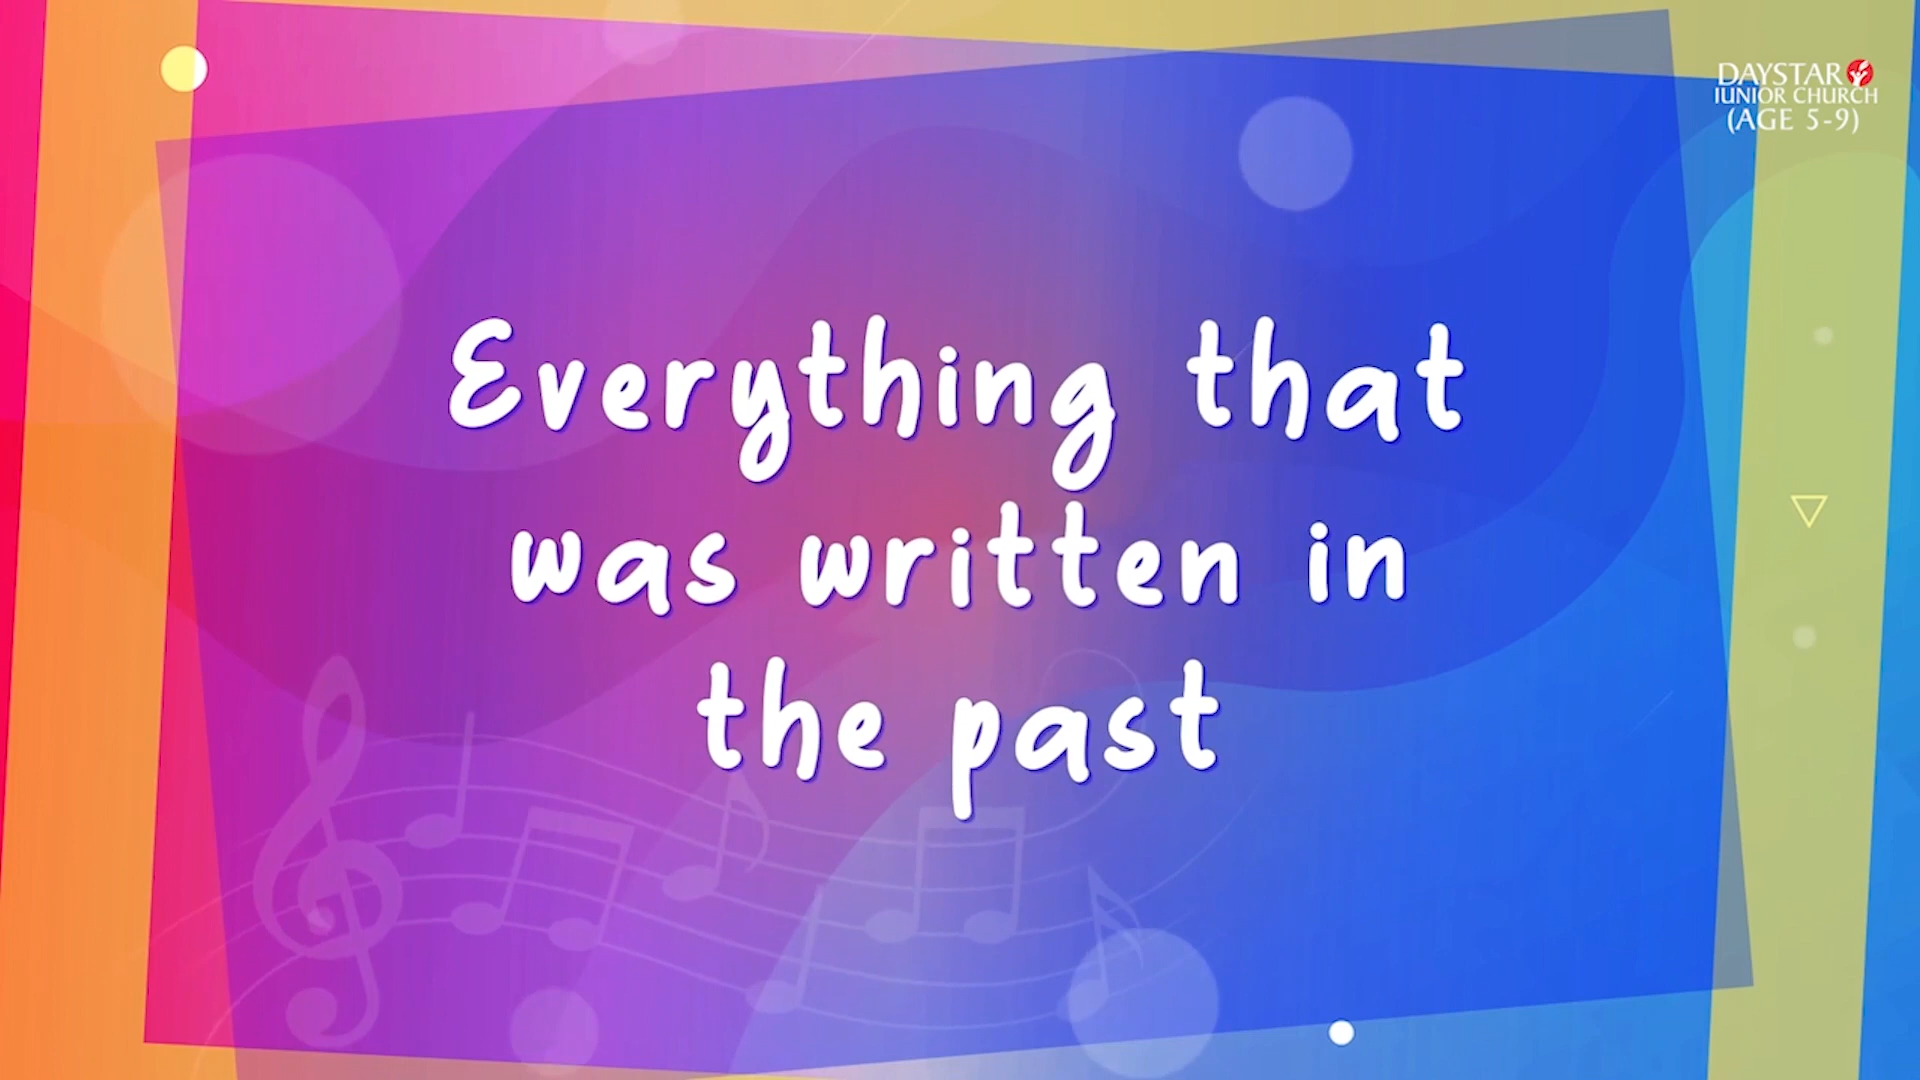 DAYSTAR
JUNIOR CHURCH
(AGE 5-9)
Everything that
was written in
the past